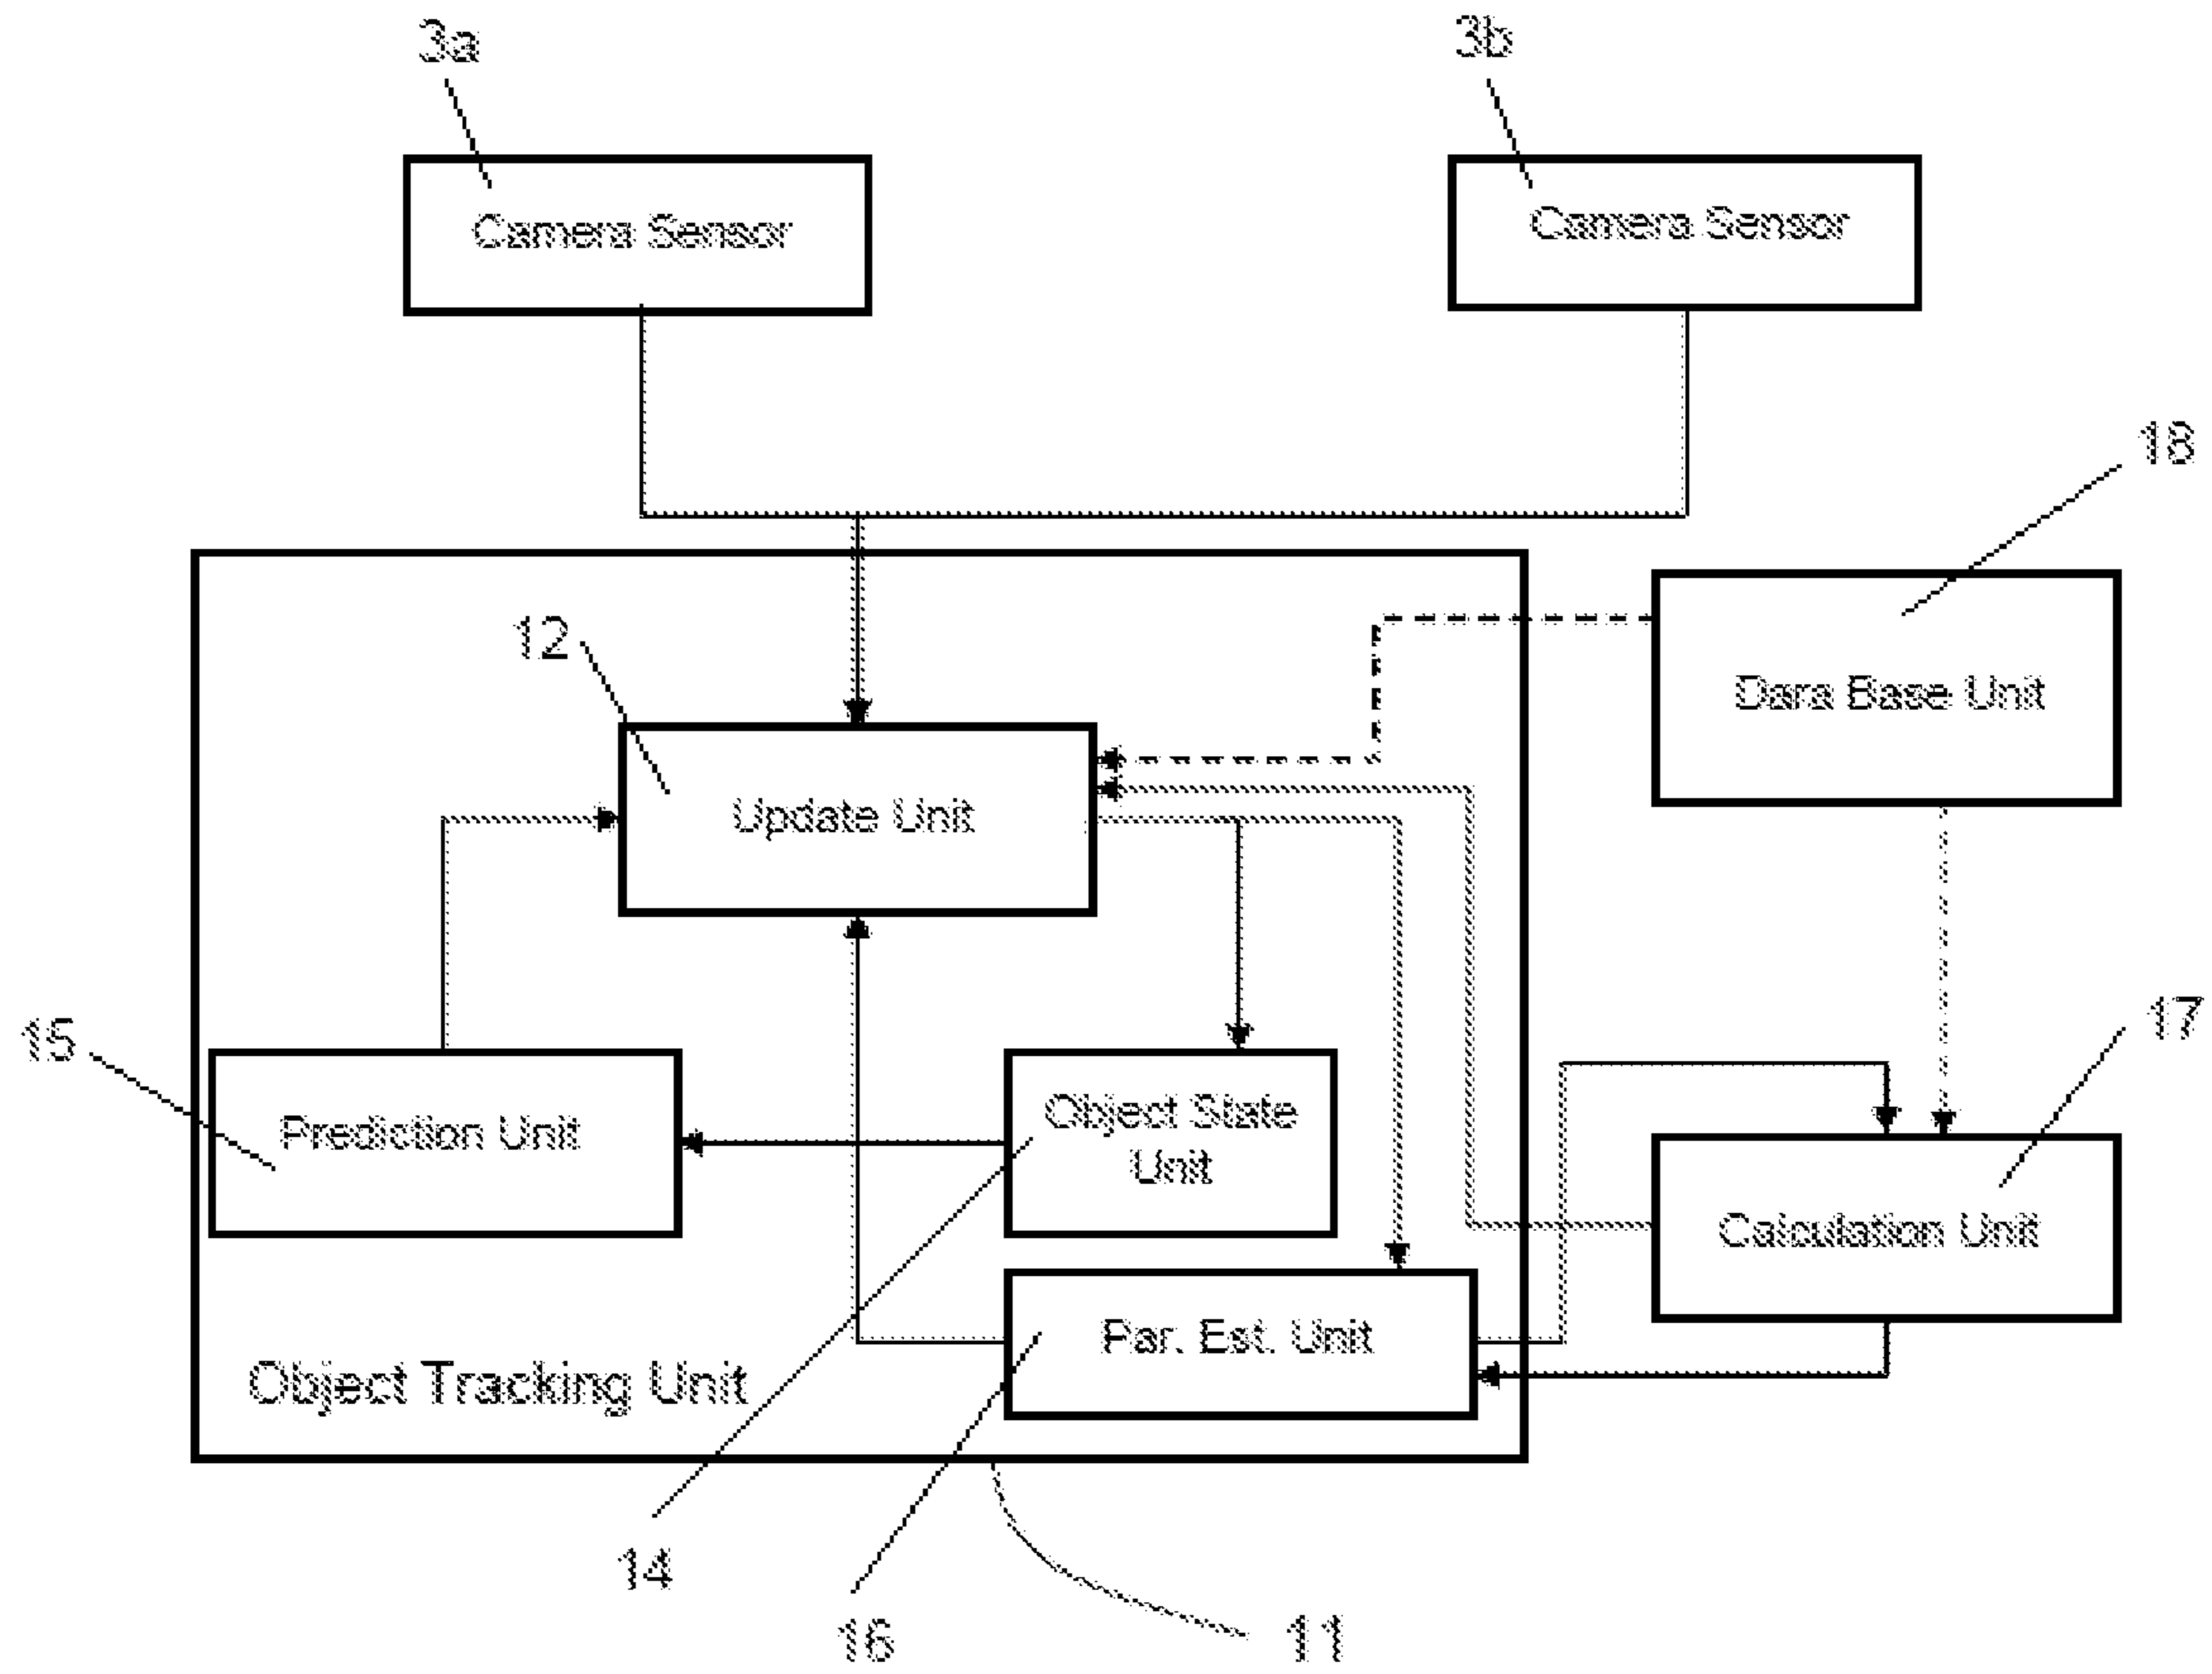 3a
3b
Camera Sensor
Camera Sensor
18
12
Dara Base Unit
Update Unit
15
17
Prediction Unit
Object State
Unit
Calculation Unit
Par. Est. Unit
Object Tracking Unit
14
16
11